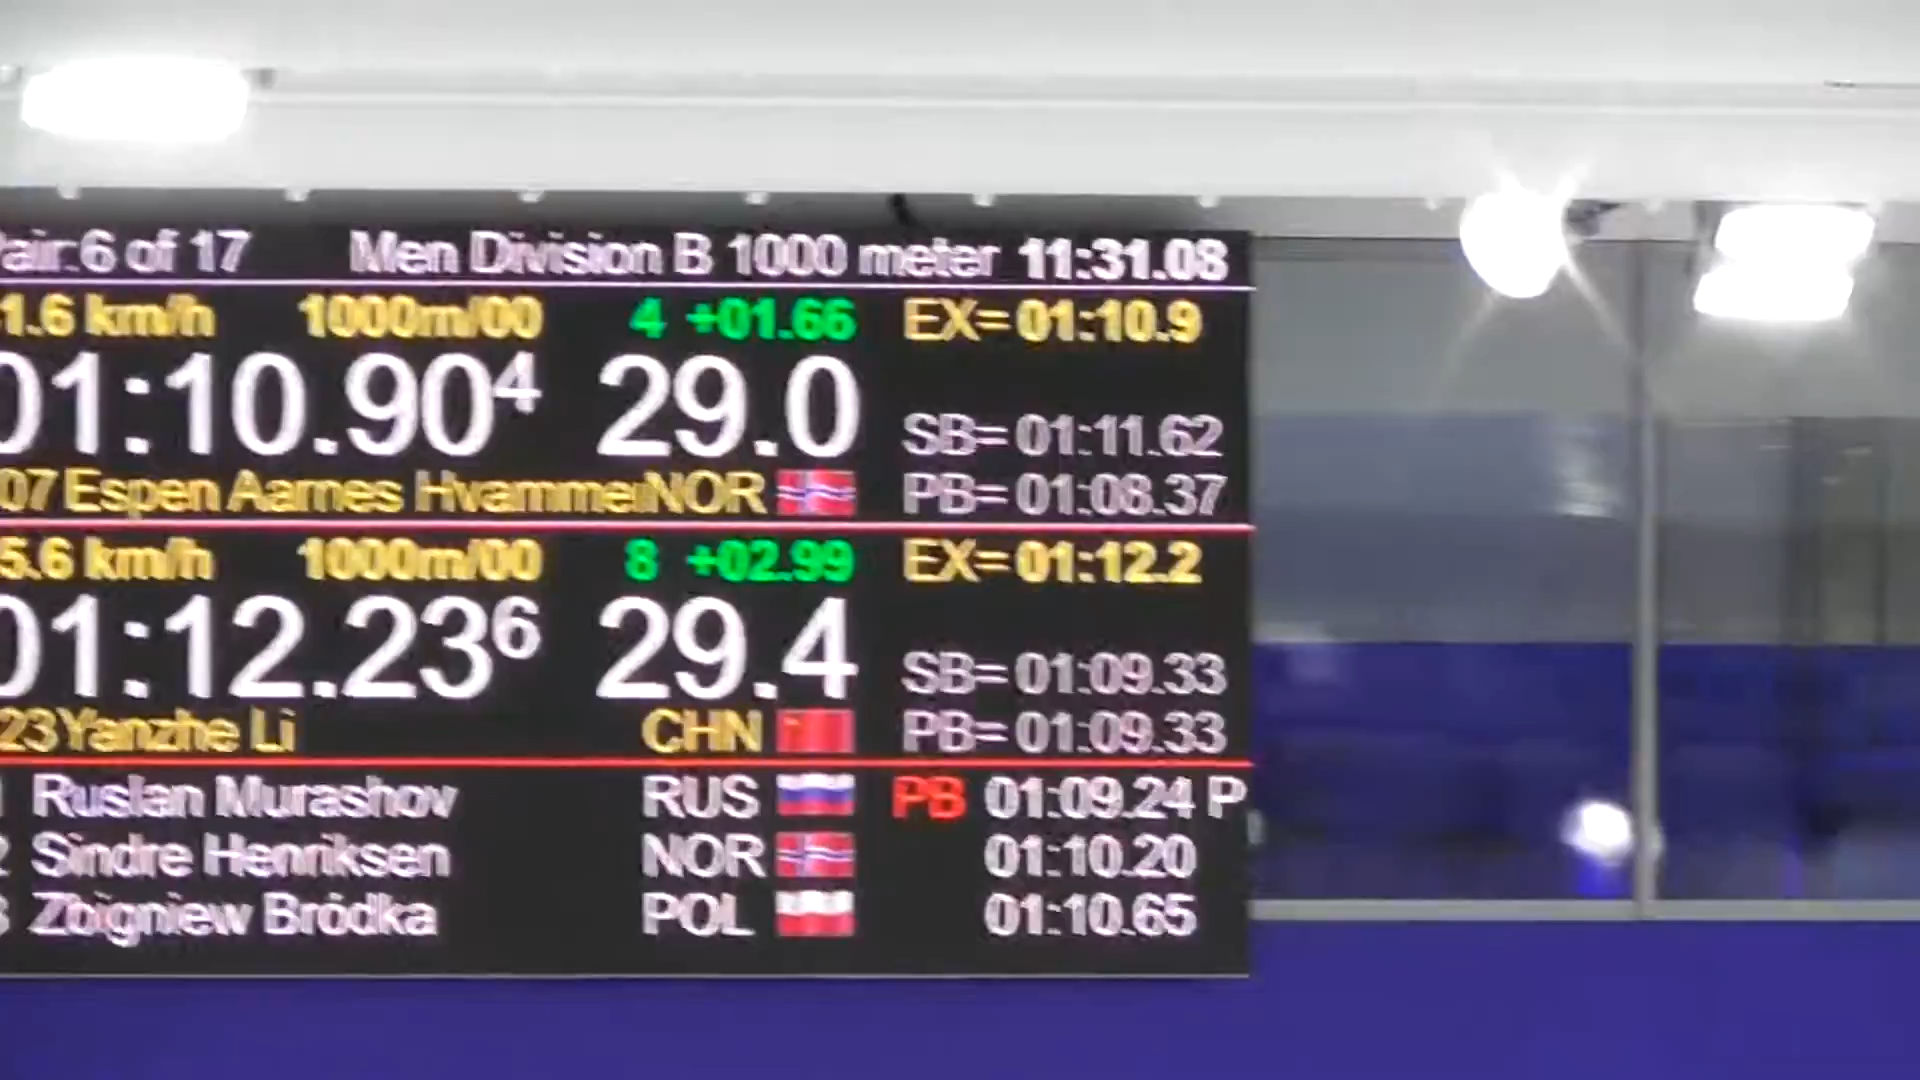 Pair:6 of 17 Men Division B 1000 meter 11:31.08
1.6 km/h 1000m/00 4 +01.66 EX=01:10.9
01:10.90⁴ 29.0 SB=01:11.62
07 Espen Aarnes Hvammen NOR PB=01:08.37
5.6 km/h 1000m/00 8 +02.99 EX=01:12.2
01:12.23⁶ 29.4 SB=01:09.33
23 Yanzhe Li CHN PB=01:09.33
1 Ruslan Murashov RUS PB 01:09.24 P
2 Sindre Henriksen NOR 01:10.20
3 Zbigniew Bródka POL 01:10.65